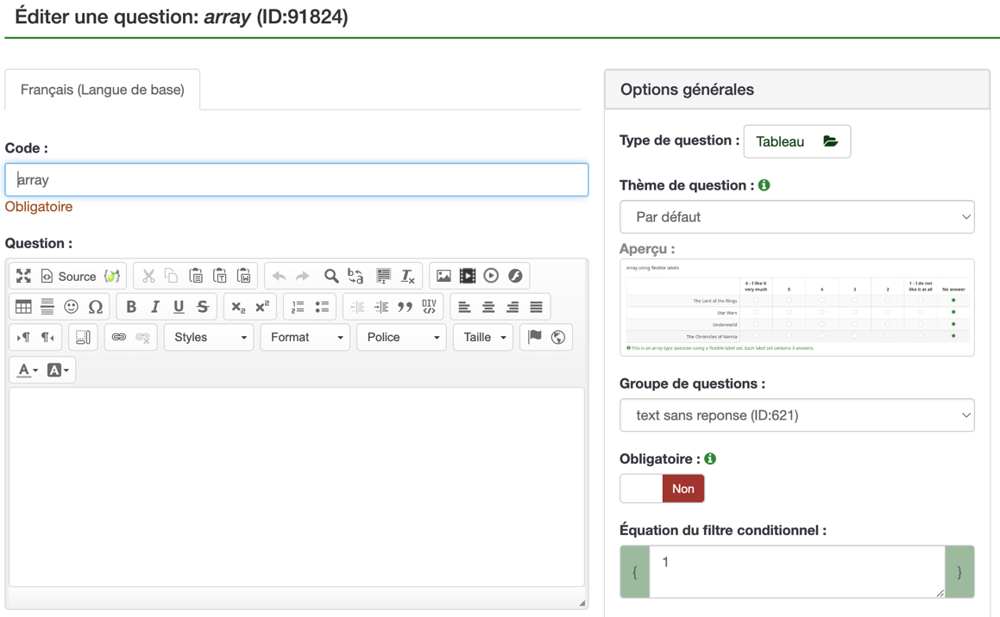 Éditer une question: array (ID:91824)
Français (Langue de base)
Code :
array
Obligatoire
Question :
Source
B I U S
x₂ x²
DIV
Styles
Format
Police
Taille
A
A
Options générales
Type de question : Tableau
Thème de question :
Par défaut
Aperçu :
Array using flexible labels
6 - I like it very much 5 4 3 2 1 - I do not like it at all No answer
The Lord of the Rings
Star Wars
Underworld
The Chronicles of Narnia
This is an array type question using a flexible label set. Each label set contains X answers.
Groupe de questions :
text sans reponse (ID:621)
Obligatoire :
Non
Équation du filtre conditionnel :
{ 1 }